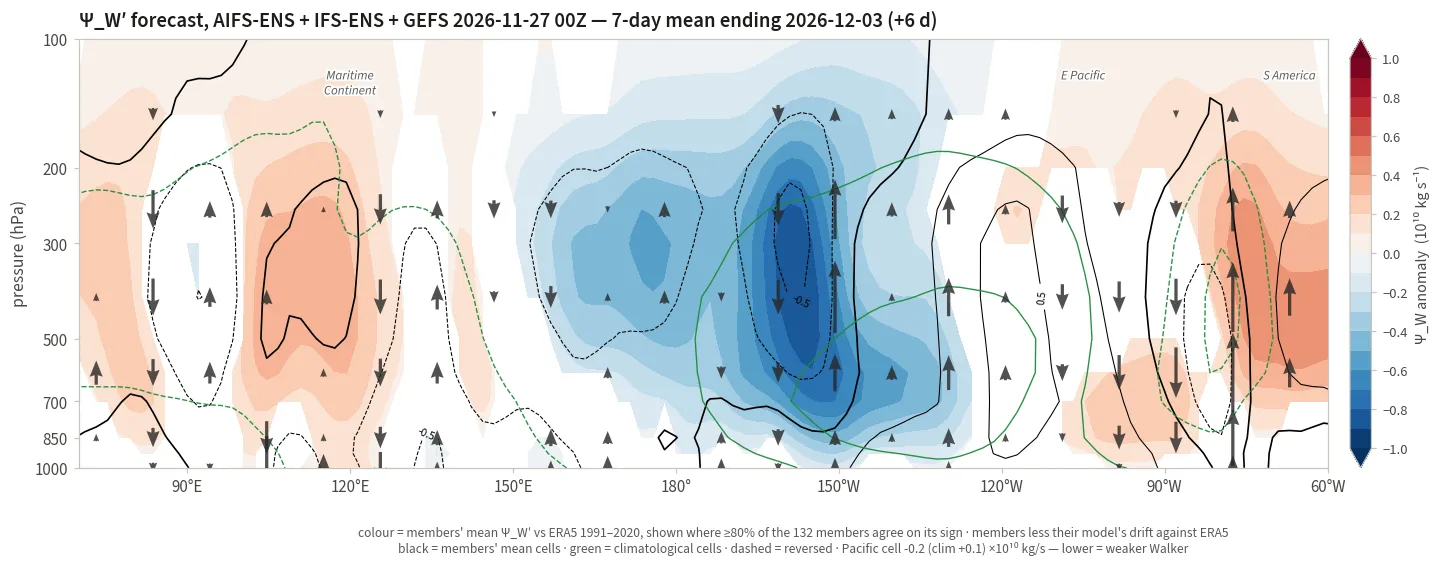 Ψ_W′ forecast, AIFS-ENS + IFS-ENS + GEFS 2026-11-27 00Z — 7-day mean ending 2026-12-03 (+6 d)
Maritime
Continent
E Pacific
S America
pressure (hPa)
100
200
300
400
500
700
850
1000
0.5
-0.5
-0.5
90°E
120°E
150°E
180°
150°W
120°W
90°W
60°W
1.0
0.8
0.6
0.4
0.2
0.0
−0.2
−0.4
−0.6
−0.8
−1.0
Ψ_W anomaly (10¹⁰ kg s⁻¹)
colour = members' mean Ψ_W′ vs ERA5 1991–2020, shown where ≥80% of the 132 members agree on its sign · members less their model's drift against ERA5
black = members' mean cells · green = climatological cells · dashed = reversed · Pacific cell -0.2 (clim +0.1) ×10¹⁰ kg/s — lower = weaker Walker